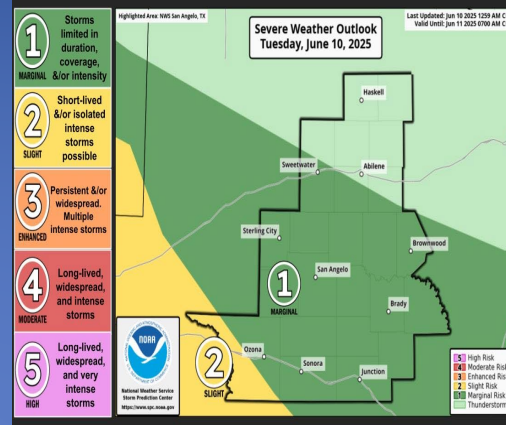 1
MARGINAL
Storms
limited in
duration,
coverage,
&/or intensity
2
SLIGHT
Short-lived
&/or isolated
intense
storms
possible
3
ENHANCED
Persistent &/or
widespread.
Multiple
intense storms
4
MODERATE
Long-lived,
widespread,
and intense
storms
5
HIGH
Long-lived,
widespread,
and very
intense
storms
Highlighted Area: NWS San Angelo, TX
Severe Weather Outlook
Tuesday, June 10, 2025
Last Updated: Jun 10 2025 1259 AM C
Valid Until: Jun 11 2025 0700 AM C
Haskell
Sweetwater
Abilene
Sterling City
Brownwood
San Angelo
1
MARGINAL
Brady
Ozona
Sonora
Junction
2
SLIGHT
NOAA
National Weather Service
Storm Prediction Center
https://www.spc.noaa.gov
5 High Risk
4 Moderate Risk
3 Enhanced Ris
2 Slight Risk
1 Marginal Risk
Thunderstorm